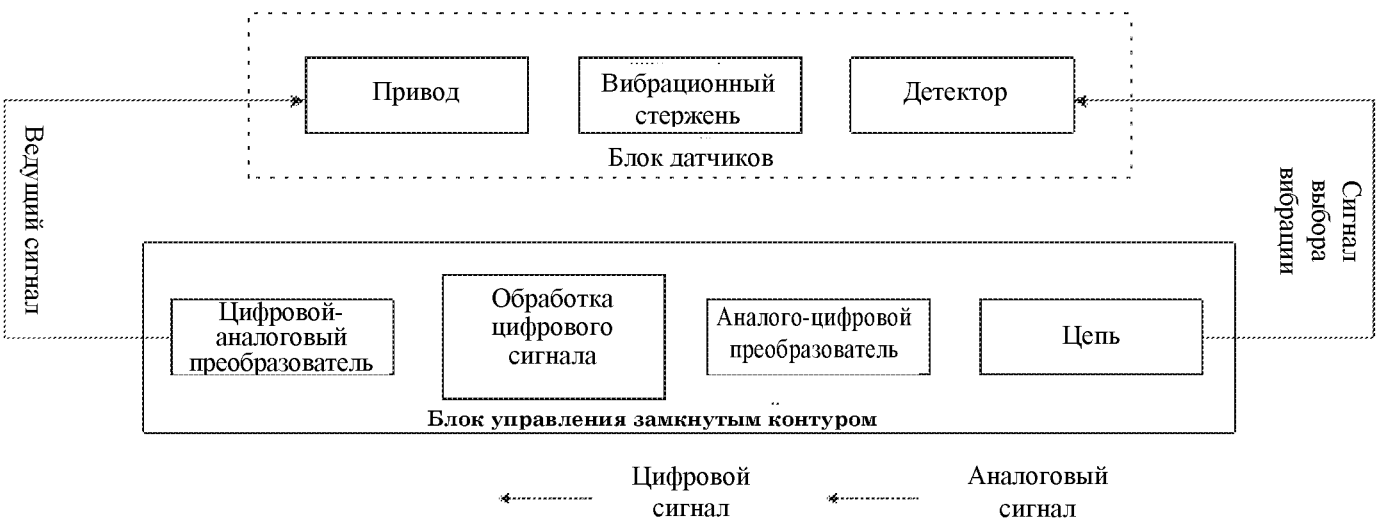 Привод
Вибрационный
стержень
Детектор
Блок датчиков
Ведущий сигнал
Сигнал
выбора
вибрации
Цифровой-
аналоговый
преобразователь
Обработка
цифрового
сигнала
Аналого-цифровой
преобразователь
Цепь
Блок управления замкнутым контуром
Цифровой
сигнал
Аналоговый
сигнал